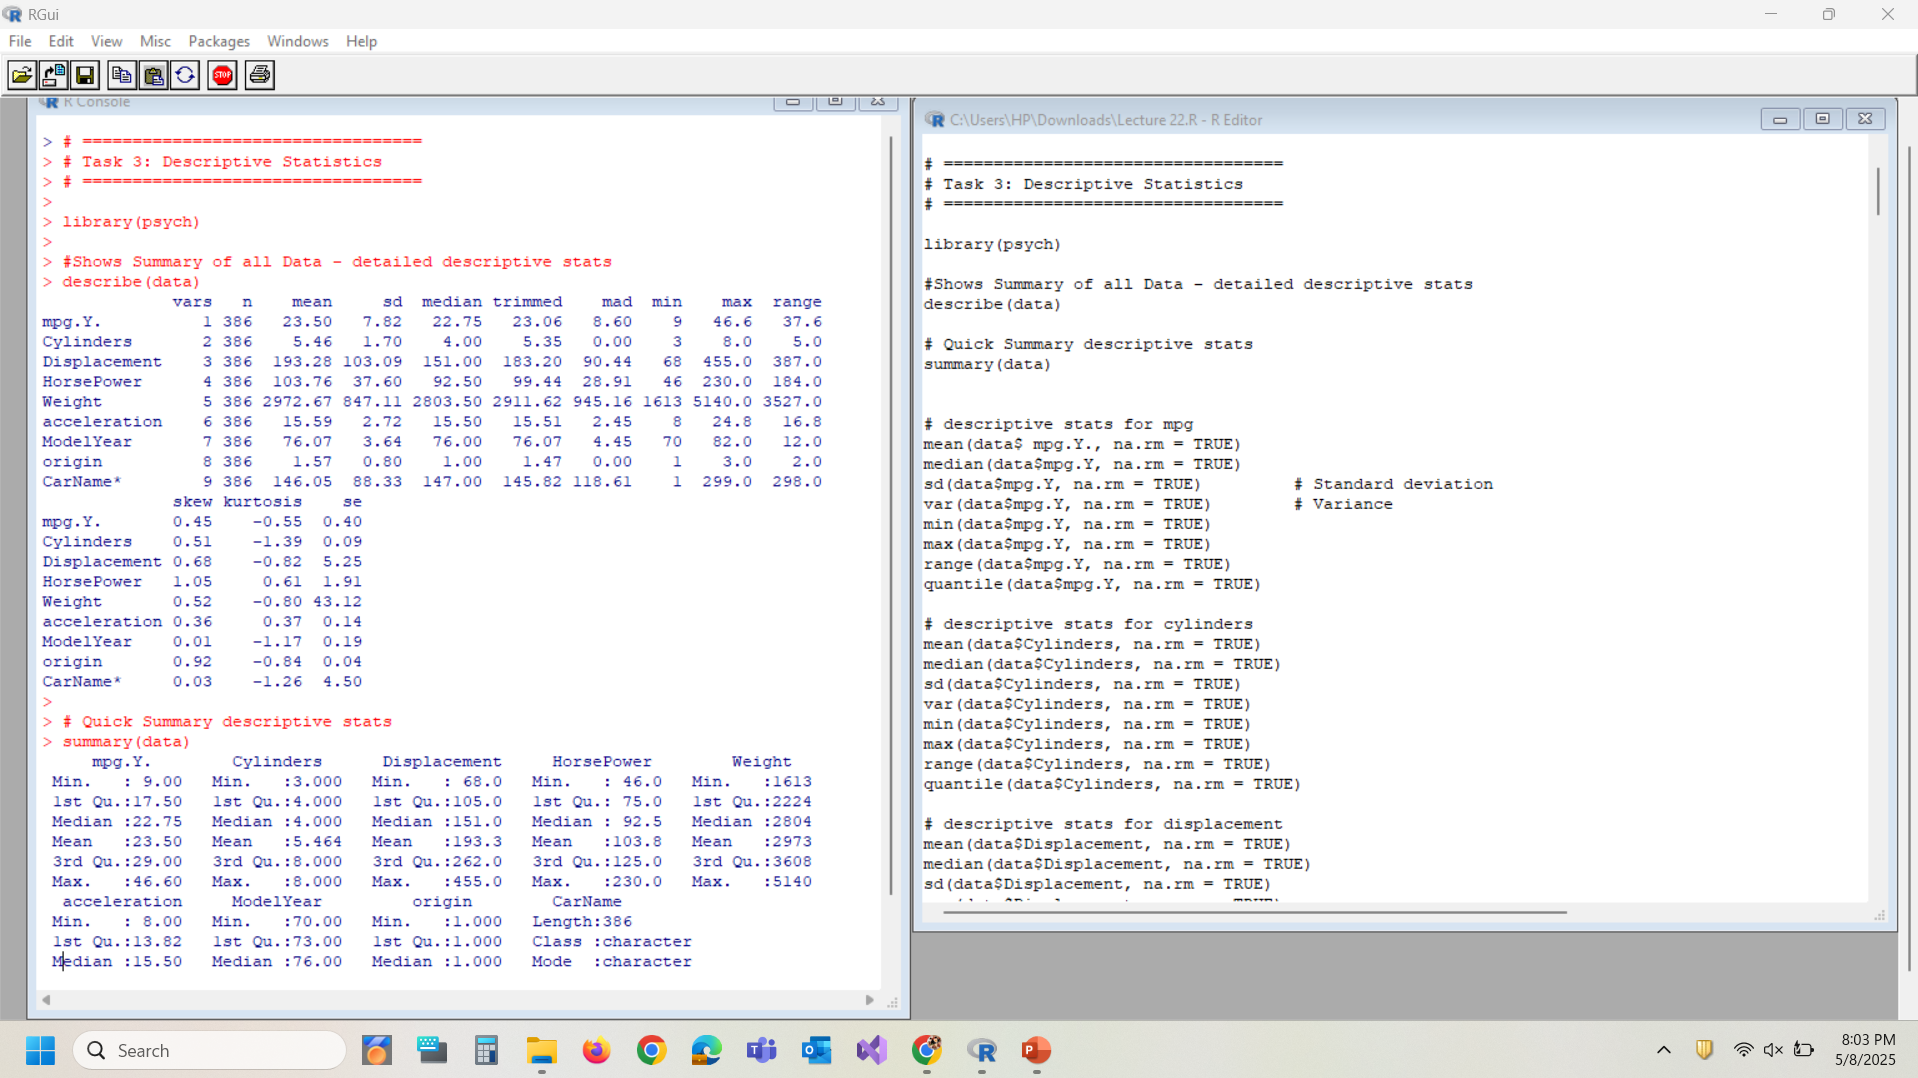 RGui
File Edit View Misc Packages Windows Help
STOP
R Console
> # ==================================
> # Task 3: Descriptive Statistics
> # ==================================
>
> library(psych)
>
> #Shows Summary of all Data - detailed descriptive stats
> describe(data)
             vars   n    mean     sd  median trimmed    mad  min    max  range
mpg.Y.          1 386   23.50   7.82   22.75   23.06   8.60    9   46.6   37.6
Cylinders       2 386    5.46   1.70    4.00    5.35   0.00    3    8.0    5.0
Displacement    3 386  193.28 103.09  151.00  183.20  90.44   68  455.0  387.0
HorsePower      4 386  103.76  37.60   92.50   99.44  28.91   46  230.0  184.0
Weight          5 386 2972.67 847.11 2803.50 2911.62 945.16 1613 5140.0 3527.0
acceleration    6 386   15.59   2.72   15.50   15.51   2.45    8   24.8   16.8
ModelYear       7 386   76.07   3.64   76.00   76.07   4.45   70   82.0   12.0
origin          8 386    1.57   0.80    1.00    1.47   0.00    1    3.0    2.0
CarName*        9 386  146.05  88.33  147.00  145.82 118.61    1  299.0  298.0
             skew kurtosis    se
mpg.Y.       0.45    -0.55  0.40
Cylinders    0.51    -1.39  0.09
Displacement 0.68    -0.82  5.25
HorsePower   1.05     0.61  1.91
Weight       0.52    -0.80 43.12
acceleration 0.36     0.37  0.14
ModelYear    0.01    -1.17  0.19
origin       0.92    -0.84  0.04
CarName*     0.03    -1.26  4.50
>
> # Quick Summary descriptive stats
> summary(data)
     mpg.Y.        Cylinders      Displacement     HorsePower        Weight
 Min.   : 9.00   Min.   :3.000   Min.   : 68.0   Min.   : 46.0   Min.   :1613
 1st Qu.:17.50   1st Qu.:4.000   1st Qu.:105.0   1st Qu.: 75.0   1st Qu.:2224
 Median :22.75   Median :4.000   Median :151.0   Median : 92.5   Median :2804
 Mean   :23.50   Mean   :5.464   Mean   :193.3   Mean   :103.8   Mean   :2973
 3rd Qu.:29.00   3rd Qu.:8.000   3rd Qu.:262.0   3rd Qu.:125.0   3rd Qu.:3608
 Max.   :46.60   Max.   :8.000   Max.   :455.0   Max.   :230.0   Max.   :5140
  acceleration     ModelYear         origin        CarName
 Min.   : 8.00   Min.   :70.00   Min.   :1.000   Length:386
 1st Qu.:13.82   1st Qu.:73.00   1st Qu.:1.000   Class :character
 Median :15.50   Median :76.00   Median :1.000   Mode  :character
C:\Users\HP\Downloads\Lecture 22.R - R Editor
# ==================================
# Task 3: Descriptive Statistics
# ==================================
library(psych)
#Shows Summary of all Data - detailed descriptive stats
describe(data)
# Quick Summary descriptive stats
summary(data)
# descriptive stats for mpg
mean(data$ mpg.Y., na.rm = TRUE)
median(data$mpg.Y, na.rm = TRUE)
sd(data$mpg.Y, na.rm = TRUE)         # Standard deviation
var(data$mpg.Y, na.rm = TRUE)        # Variance
min(data$mpg.Y, na.rm = TRUE)
max(data$mpg.Y, na.rm = TRUE)
range(data$mpg.Y, na.rm = TRUE)
quantile(data$mpg.Y, na.rm = TRUE)
# descriptive stats for cylinders
mean(data$Cylinders, na.rm = TRUE)
median(data$Cylinders, na.rm = TRUE)
sd(data$Cylinders, na.rm = TRUE)
var(data$Cylinders, na.rm = TRUE)
min(data$Cylinders, na.rm = TRUE)
max(data$Cylinders, na.rm = TRUE)
range(data$Cylinders, na.rm = TRUE)
quantile(data$Cylinders, na.rm = TRUE)
# descriptive stats for displacement
mean(data$Displacement, na.rm = TRUE)
median(data$Displacement, na.rm = TRUE)
sd(data$Displacement, na.rm = TRUE)
Search
8:03 PM
5/8/2025